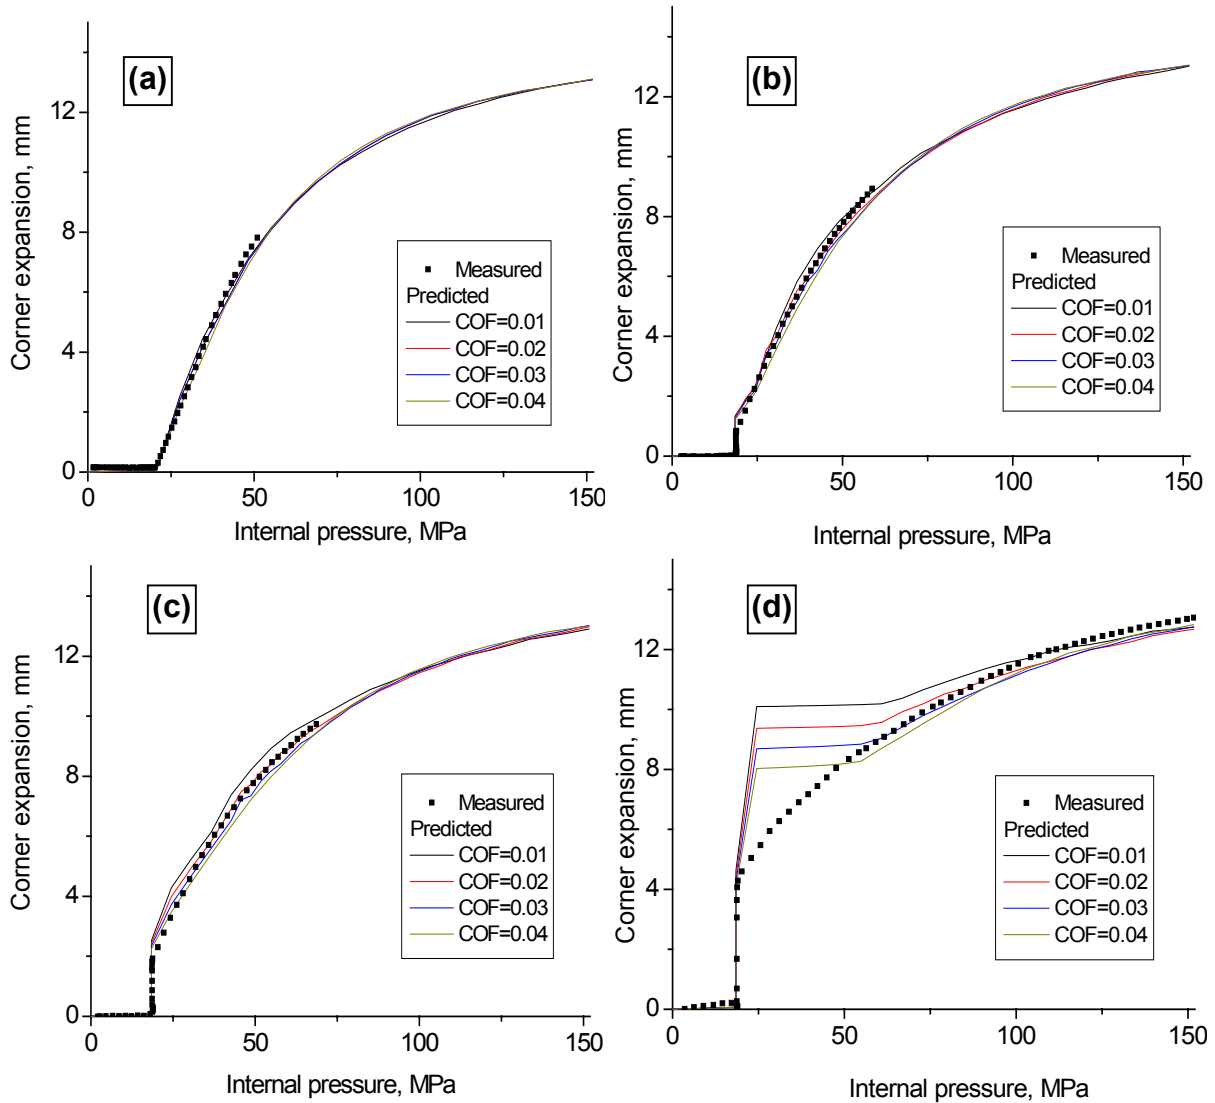 (a)
Corner expansion, mm
12
8
4
0
0
50
100
150
Internal pressure, MPa
Measured
Predicted
COF=0.01
COF=0.02
COF=0.03
COF=0.04
(b)
Corner expansion, mm
12
8
4
0
0
50
100
150
Internal pressure, MPa
Measured
Predicted
COF=0.01
COF=0.02
COF=0.03
COF=0.04
(c)
Corner expansion, mm
12
8
4
0
0
50
100
150
Internal pressure, MPa
Measured
Predicted
COF=0.01
COF=0.02
COF=0.03
COF=0.04
(d)
Corner expansion, mm
12
8
4
0
0
50
100
150
Internal pressure, MPa
Measured
Predicted
COF=0.01
COF=0.02
COF=0.03
COF=0.04